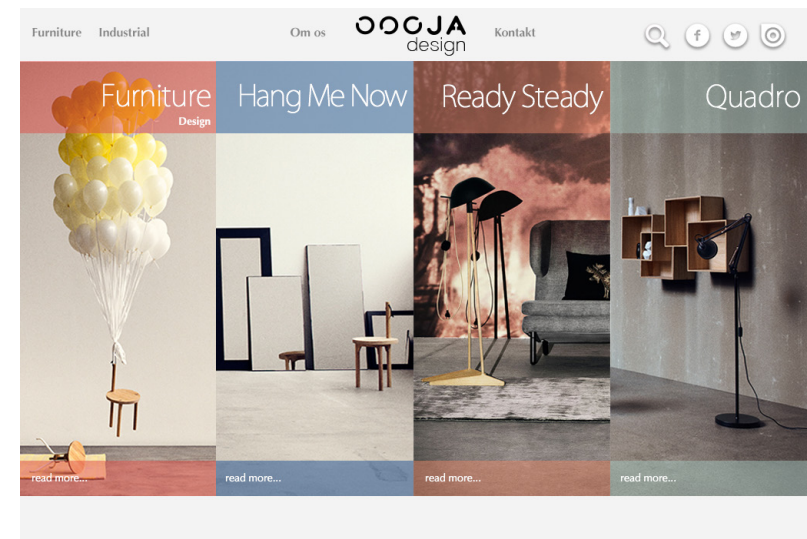 Furniture Industrial Om os OOOJA Kontakt
design
Furniture Hang Me Now Ready Steady Quadro
Design
read more... read more... read more... read more...